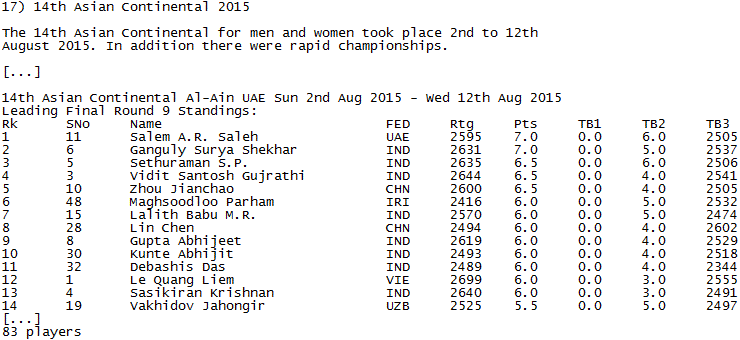 17) 14th Asian Continental 2015
The 14th Asian Continental for men and women took place 2nd to 12th
August 2015. In addition there were rapid championships.
[...]
14th Asian Continental Al-Ain UAE Sun 2nd Aug 2015 - Wed 12th Aug 2015
Leading Final Round 9 Standings:
Rk SNo Name FED Rtg Pts TB1 TB2 TB3
1 11 Salem A.R. Saleh UAE 2595 7.0 0.0 6.0 2505
2 6 Ganguly Surya Shekhar IND 2631 7.0 0.0 5.0 2537
3 5 Sethuraman S.P. IND 2635 6.5 0.0 6.0 2506
4 3 Vidit Santosh Gujrathi IND 2644 6.5 0.0 4.0 2541
5 10 Zhou Jianchao CHN 2600 6.5 0.0 4.0 2505
6 48 Maghsoodloo Parham IRI 2416 6.0 0.0 5.0 2532
7 15 Lalith Babu M.R. IND 2570 6.0 0.0 5.0 2474
8 28 Lin Chen CHN 2494 6.0 0.0 4.0 2602
9 8 Gupta Abhijeet IND 2619 6.0 0.0 4.0 2529
10 30 Kunte Abhijit IND 2493 6.0 0.0 4.0 2518
11 32 Debashis Das IND 2489 6.0 0.0 4.0 2344
12 1 Le Quang Liem VIE 2699 6.0 0.0 3.0 2555
13 4 Sasikiran Krishnan IND 2640 6.0 0.0 3.0 2491
14 19 Vakhidov Jahongir UZB 2525 5.5 0.0 5.0 2497
[...]
83 players